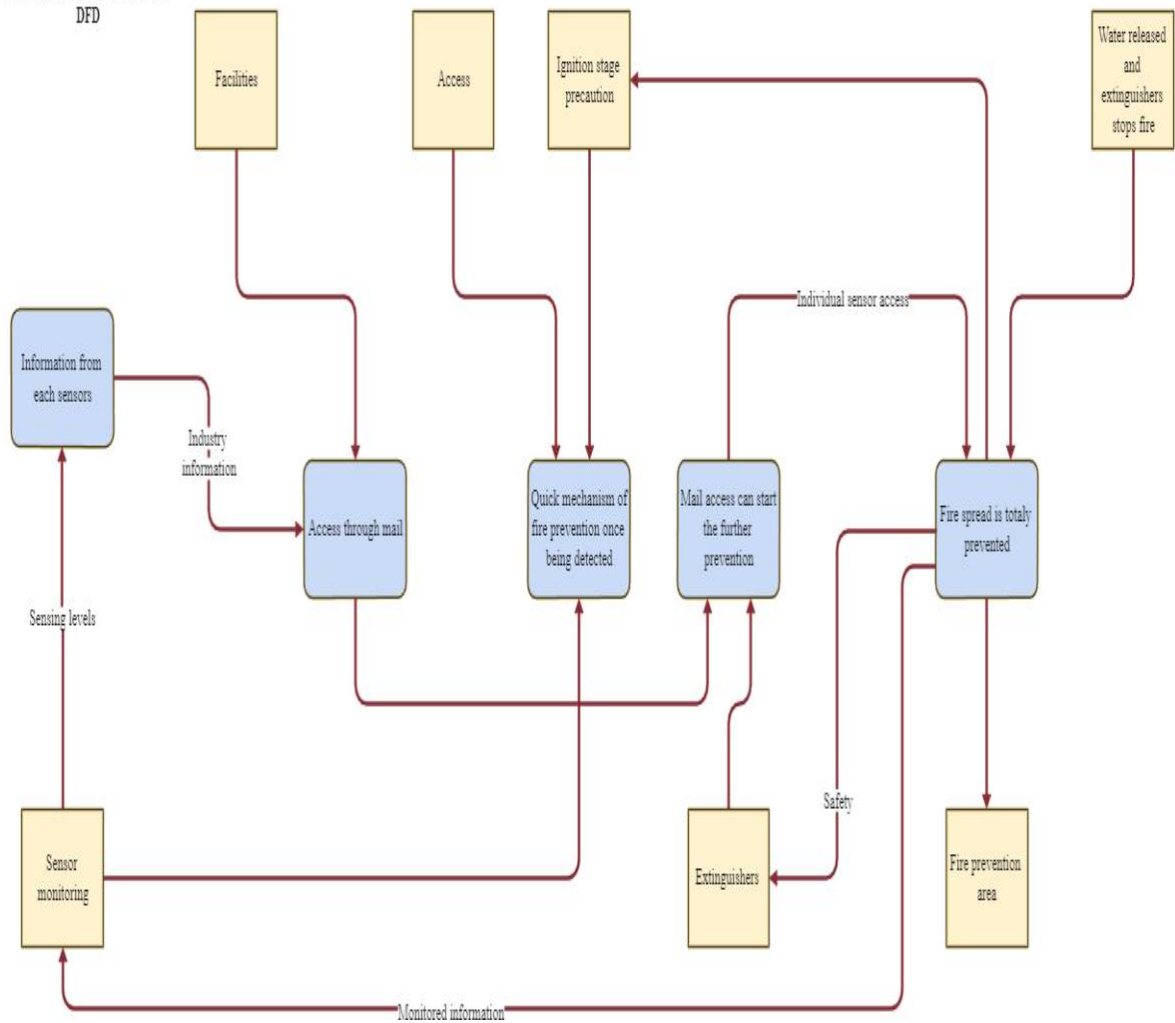 DFD
Facilities
Access
Ignition stage
precaution
Water released
and
extinguishers
stops fire
Individual sensor access
Information from
each sensors
Industry
information
Access through mail
Quick mechanism of
fire prevention once
being detected
Mail access can start
the further
prevention
Fire spread is totaly
prevented
Sensing levels
Safety
Sensor
monitoring
Extinguishers
Fire prevention
area
Monitored information